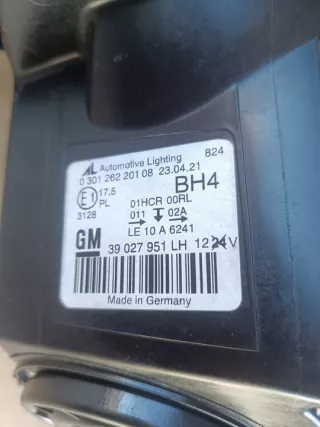 AL Automotive Lighting 824
0 301 262 201 08 23.04.21
E1 17,5 BH4
PL 01HCR 00RL
3128 011 02A
LE 10 A 6241
GM 39 027 951 LH 12 24 V
Made in Germany